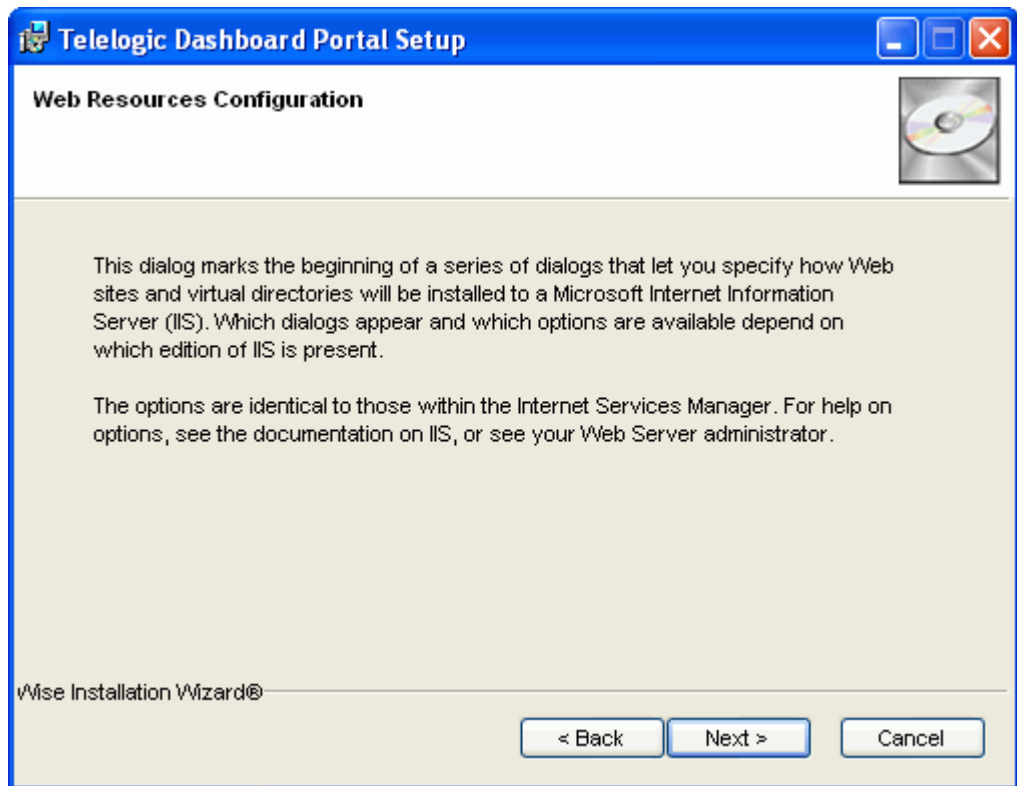 Telelogic Dashboard Portal Setup
Web Resources Configuration
This dialog marks the beginning of a series of dialogs that let you specify how Web
sites and virtual directories will be installed to a Microsoft Internet Information
Server (IIS). Which dialogs appear and which options are available depend on
which edition of IIS is present.
The options are identical to those within the Internet Services Manager. For help on
options, see the documentation on IIS, or see your Web Server administrator.
Wise Installation Wizard®
< Back Next > Cancel